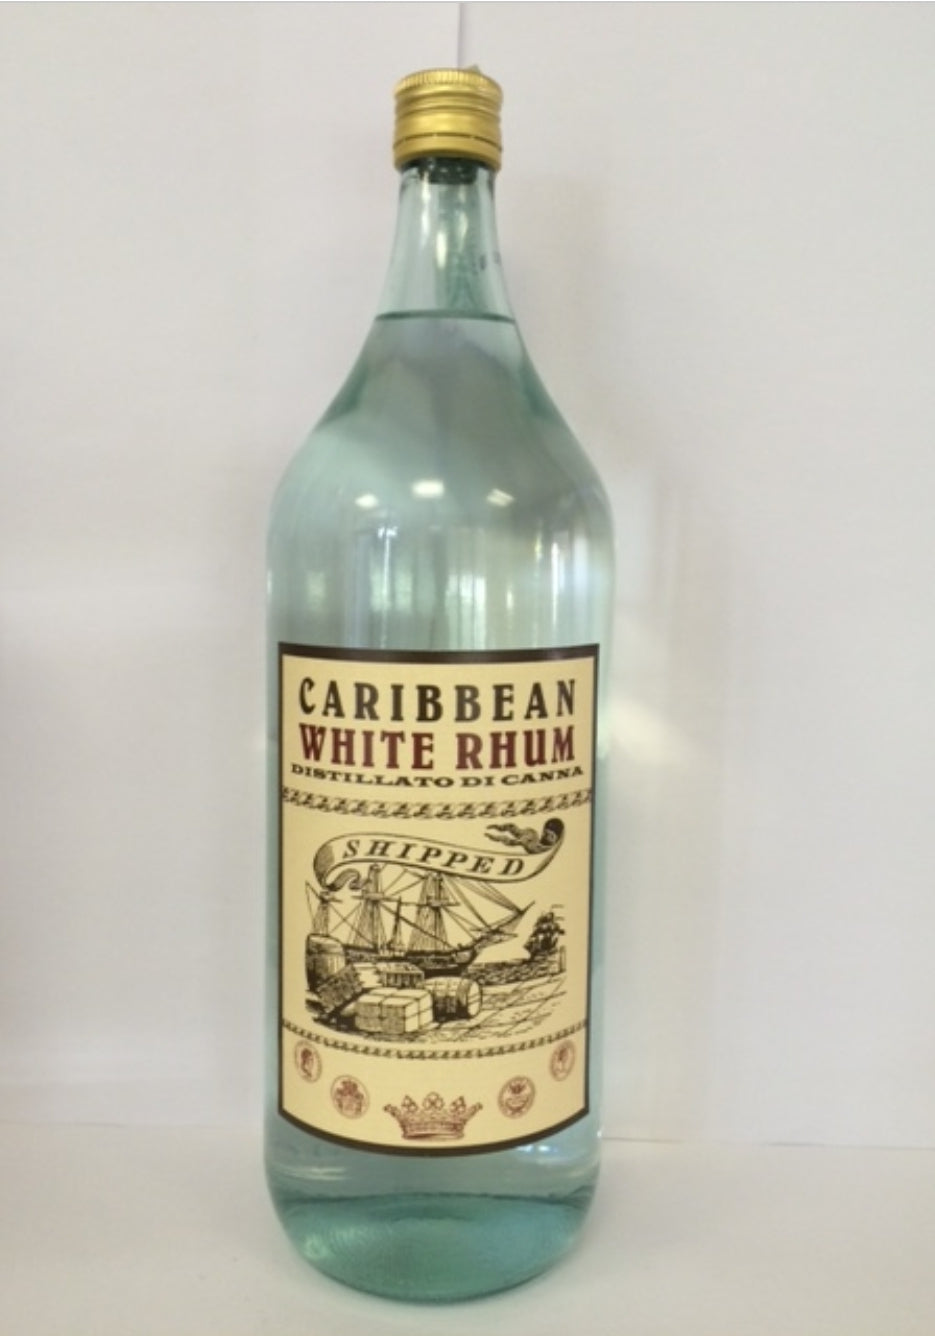 CARIBBEAN
WHITE RHUM
DISTILLATO DI CANNA
SHIPPED